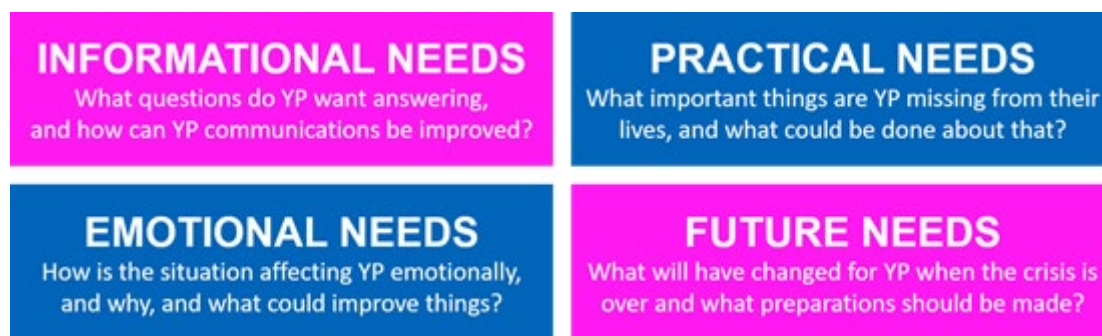 INFORMATIONAL NEEDS
What questions do YP want answering,
and how can YP communications be improved?
PRACTICAL NEEDS
What important things are YP missing from their
lives, and what could be done about that?
EMOTIONAL NEEDS
How is the situation affecting YP emotionally,
and why, and what could improve things?
FUTURE NEEDS
What will have changed for YP when the crisis is
over and what preparations should be made?